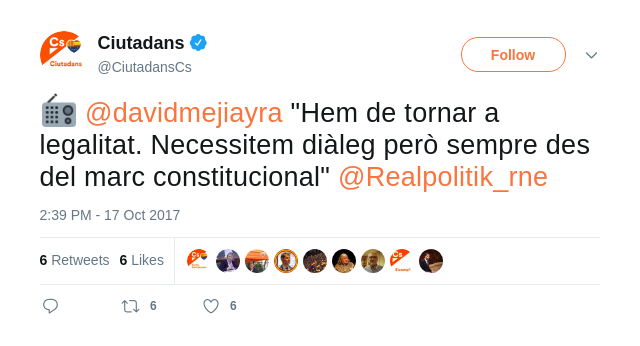 Cs
Ciutadans
Ciutadans
@CiutadansCs
Follow
@davidmejiayra "Hem de tornar a
legalitat. Necessitem diàleg però sempre des
del marc constitucional" @Realpolitik_rne
2:39 PM - 17 Oct 2017
6 Retweets 6 Likes
6 6